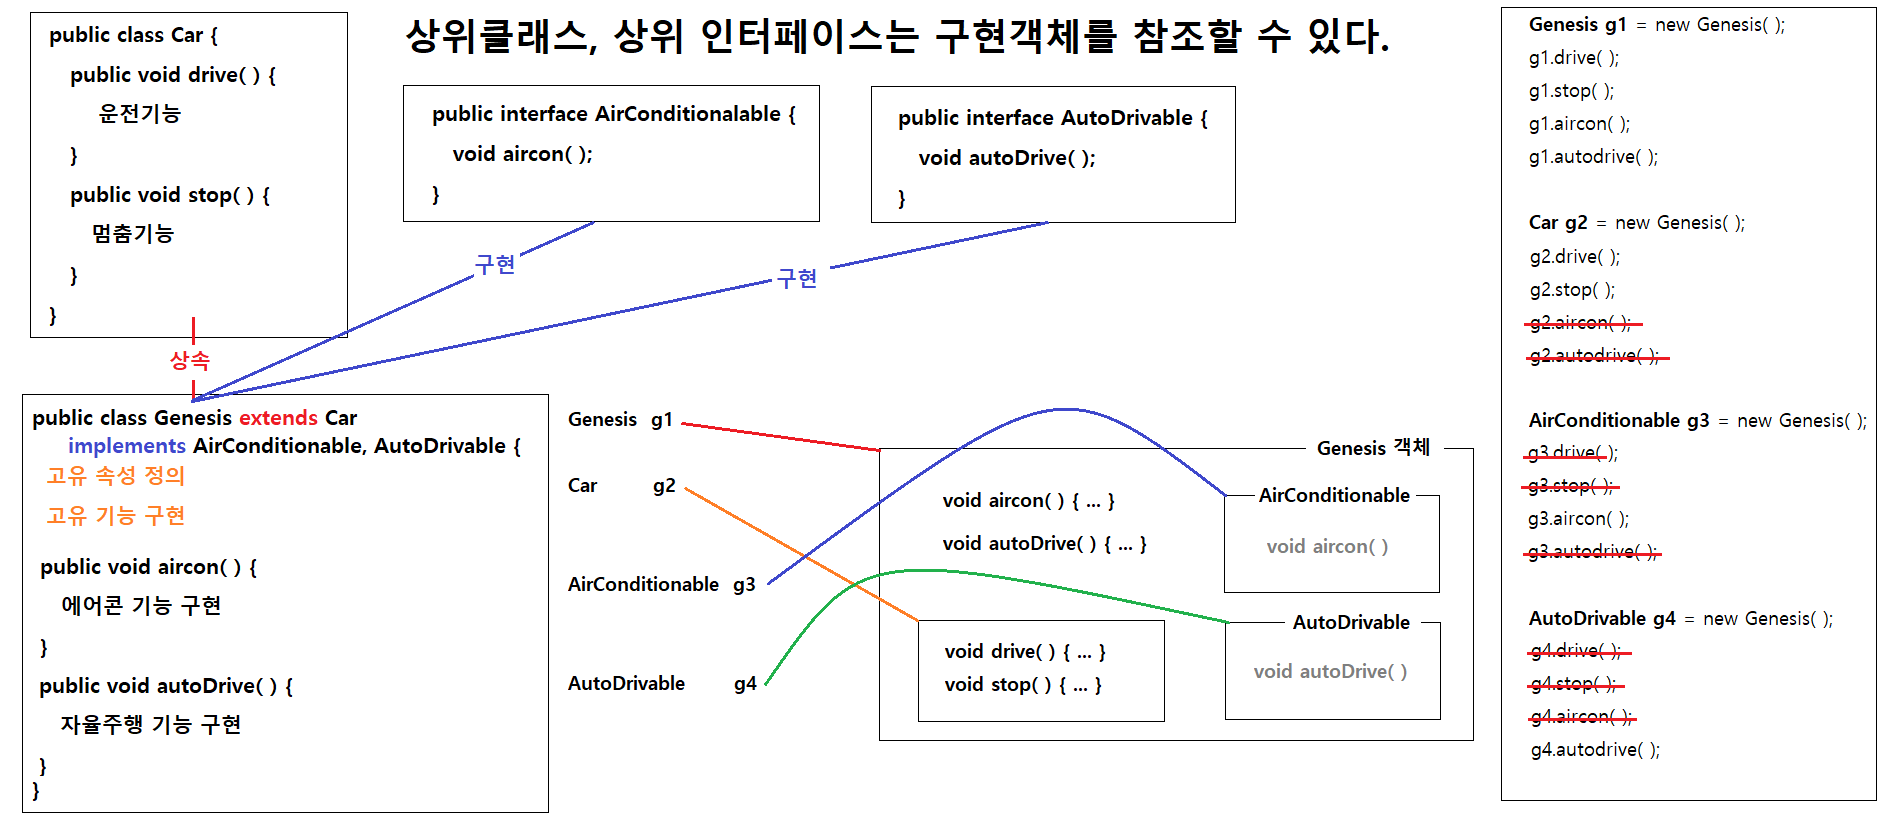 상위클래스, 상위 인터페이스는 구현객체를 참조할 수 있다.
public class Car {
public void drive( ) {
운전기능
}
public void stop( ) {
멈춤기능
}
}
public interface AirConditionalable {
void aircon( );
}
public interface AutoDrivable {
void autoDrive( );
}
구현
구현
상속
public class Genesis extends Car
implements AirConditionable, AutoDrivable {
고유 속성 정의
고유 기능 구현
public void aircon( ) {
에어콘 기능 구현
}
public void autoDrive( ) {
자율주행 기능 구현
}
}
Genesis g1
Car g2
AirConditionable g3
AutoDrivable g4
Genesis 객체
void aircon( ) { ... }
void autoDrive( ) { ... }
AirConditionable
void aircon( )
void drive( ) { ... }
void stop( ) { ... }
AutoDrivable
void autoDrive( )
Genesis g1 = new Genesis( );
g1.drive( );
g1.stop( );
g1.aircon( );
g1.autodrive( );
Car g2 = new Genesis( );
g2.drive( );
g2.stop( );
g2.aircon( );
g2.autodrive( );
AirConditionable g3 = new Genesis( );
g3.drive( );
g3.stop( );
g3.aircon( );
g3.autodrive( );
AutoDrivable g4 = new Genesis( );
g4.drive( );
g4.stop( );
g4.aircon( );
g4.autodrive( );